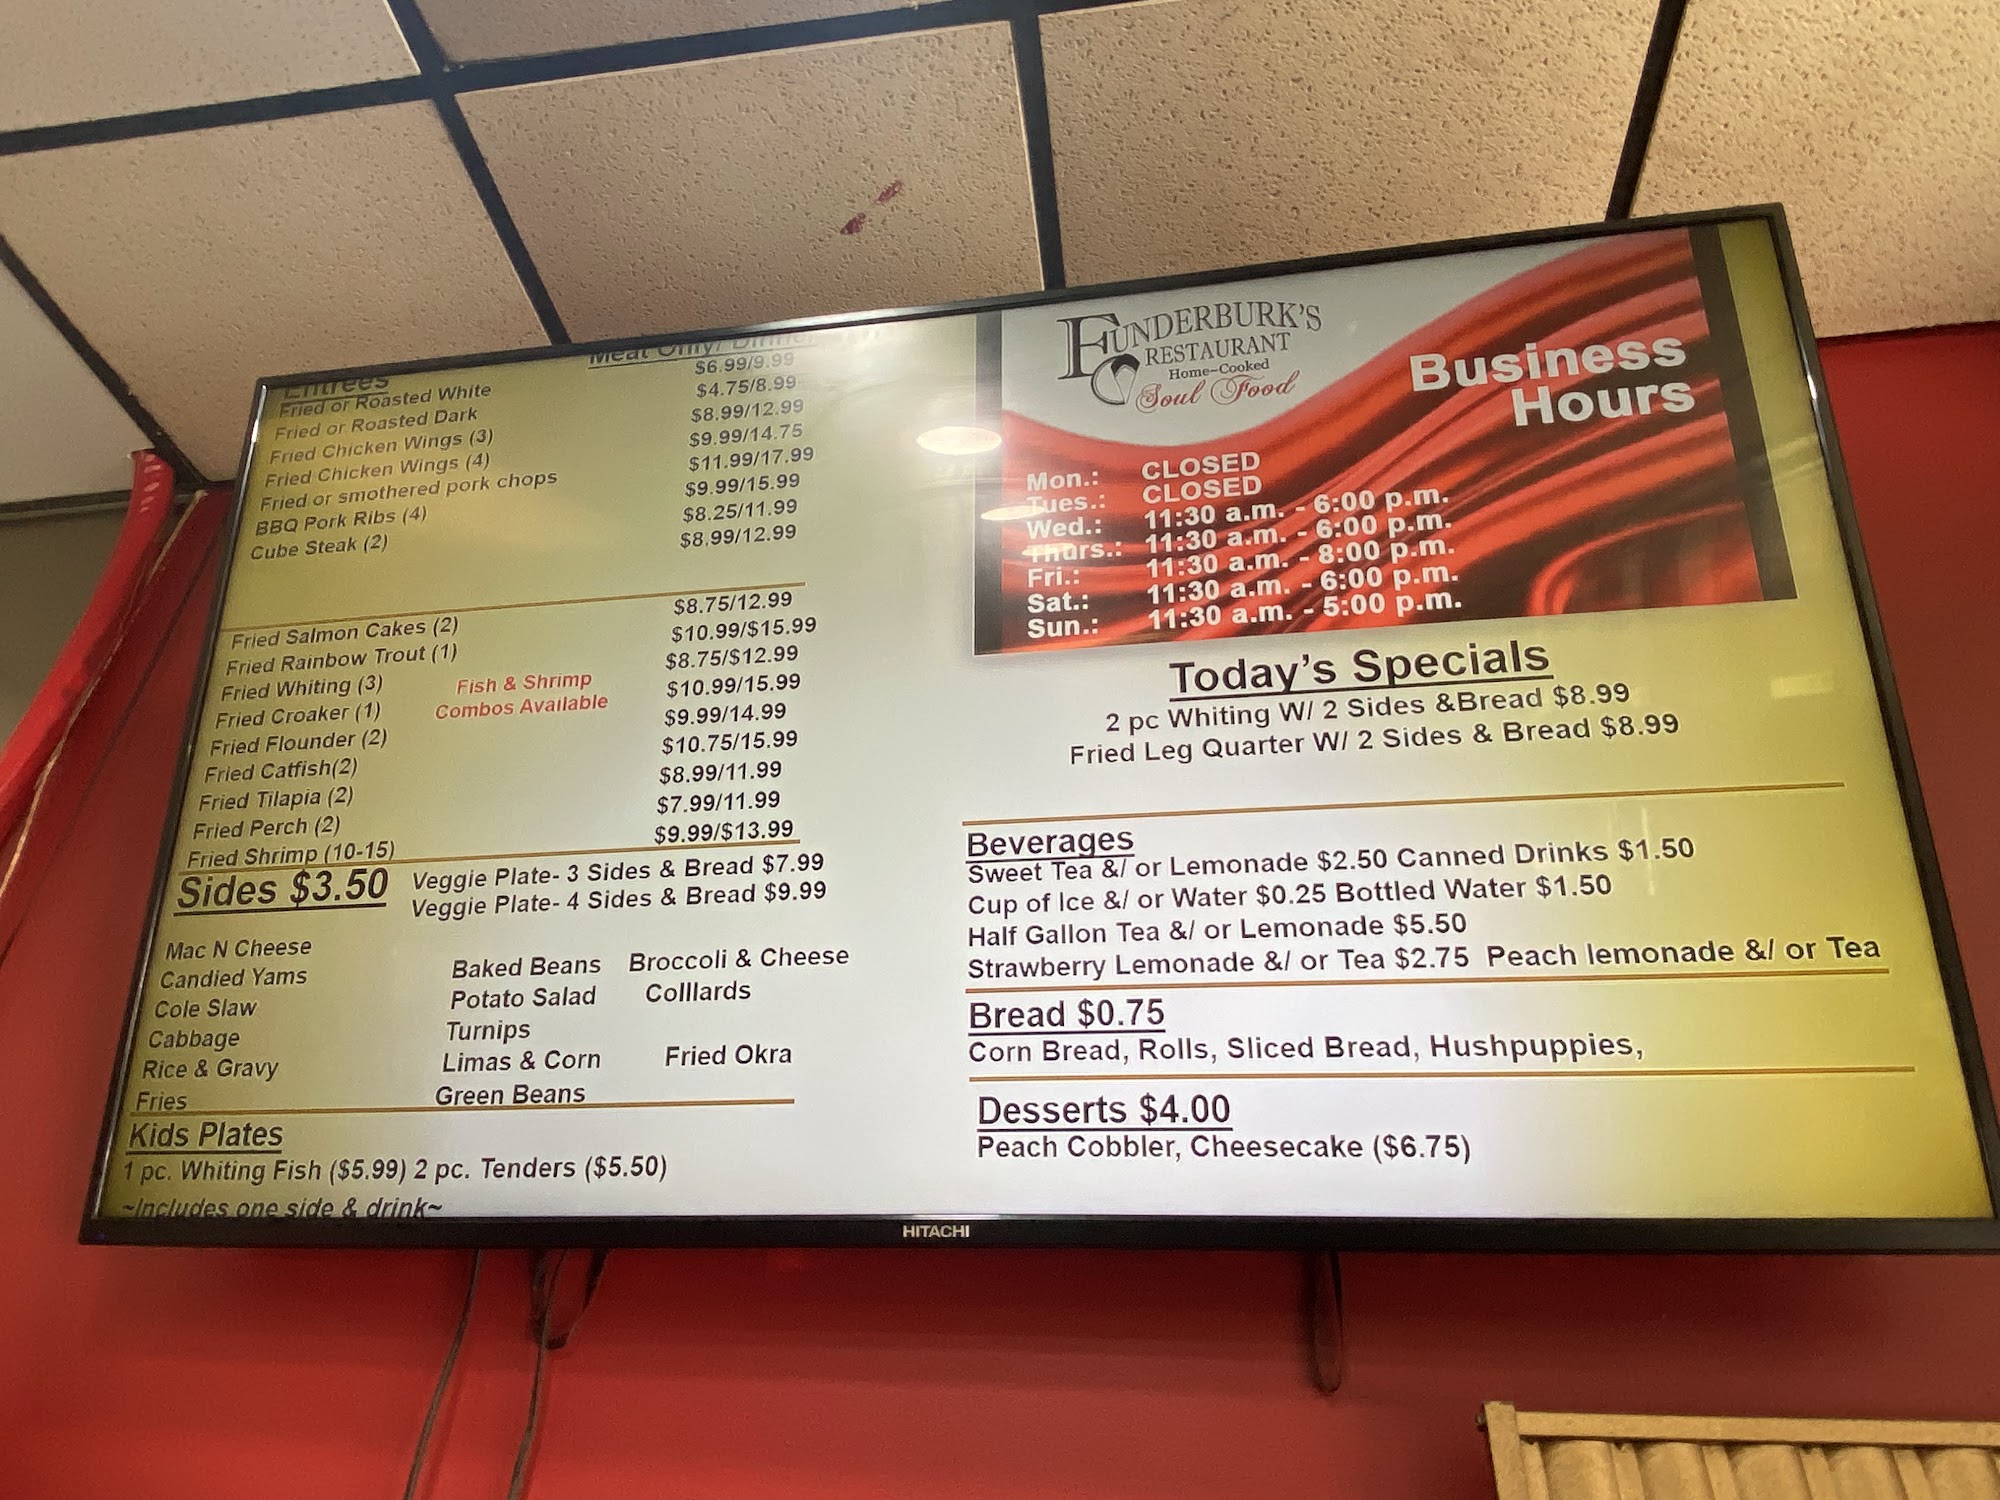 Entrees
Fried or Roasted White
Fried or Roasted Dark
Fried Chicken Wings (3)
Fried Chicken Wings (4)
Fried or smothered pork chops
BBQ Pork Ribs (4)
Cube Steak (2)
Meat Only/ Dinner
$6.99/9.99
$4.75/8.99
$8.99/12.99
$9.99/14.75
$11.99/17.99
$9.99/15.99
$8.25/11.99
$8.99/12.99
Fried Salmon Cakes (2)
Fried Rainbow Trout (1)
Fried Whiting (3)
Fried Croaker (1)
Fried Flounder (2)
Fried Catfish(2)
Fried Tilapia (2)
Fried Perch (2)
Fried Shrimp (10-15)
Fish & Shrimp
Combos Available
$8.75/12.99
$10.99/$15.99
$8.75/$12.99
$10.99/15.99
$9.99/14.99
$10.75/15.99
$8.99/11.99
$7.99/11.99
$9.99/$13.99
Sides $3.50
Veggie Plate- 3 Sides & Bread $7.99
Veggie Plate- 4 Sides & Bread $9.99
Mac N Cheese
Candied Yams
Cole Slaw
Cabbage
Rice & Gravy
Fries
Baked Beans
Potato Salad
Turnips
Limas & Corn
Green Beans
Broccoli & Cheese
Colllards
Fried Okra
Kids Plates
1 pc. Whiting Fish ($5.99) 2 pc. Tenders ($5.50)
~Includes one side & drink~
FUNDERBURK'S
RESTAURANT
Home~Cooked
Soul Food
Business
Hours
Mon.: CLOSED
Tues.: CLOSED
Wed.: 11:30 a.m. - 6:00 p.m.
Thurs.: 11:30 a.m. - 6:00 p.m.
Fri.: 11:30 a.m. - 8:00 p.m.
Sat.: 11:30 a.m. - 6:00 p.m.
Sun.: 11:30 a.m. - 5:00 p.m.
Today's Specials
2 pc Whiting W/ 2 Sides &Bread $8.99
Fried Leg Quarter W/ 2 Sides & Bread $8.99
Beverages
Sweet Tea &/ or Lemonade $2.50 Canned Drinks $1.50
Cup of Ice &/ or Water $0.25 Bottled Water $1.50
Half Gallon Tea &/ or Lemonade $5.50
Strawberry Lemonade &/ or Tea $2.75 Peach lemonade &/ or Tea
Bread $0.75
Corn Bread, Rolls, Sliced Bread, Hushpuppies,
Desserts $4.00
Peach Cobbler, Cheesecake ($6.75)
HITACHI